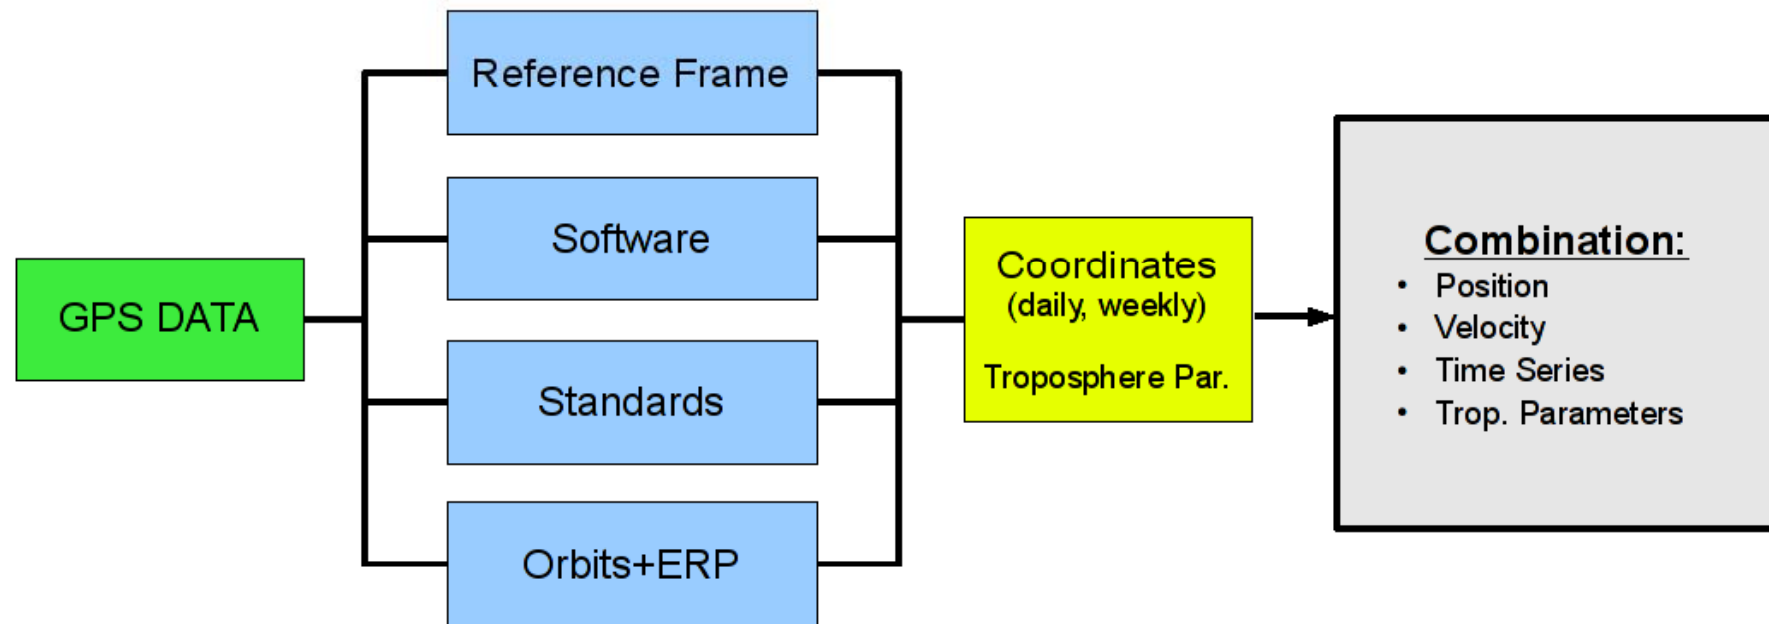 Reference Frame
Software
GPS DATA
Standards
Orbits+ERP
Coordinates
(daily, weekly)
Troposphere Par.
Combination:
• Position
• Velocity
• Time Series
• Trop. Parameters